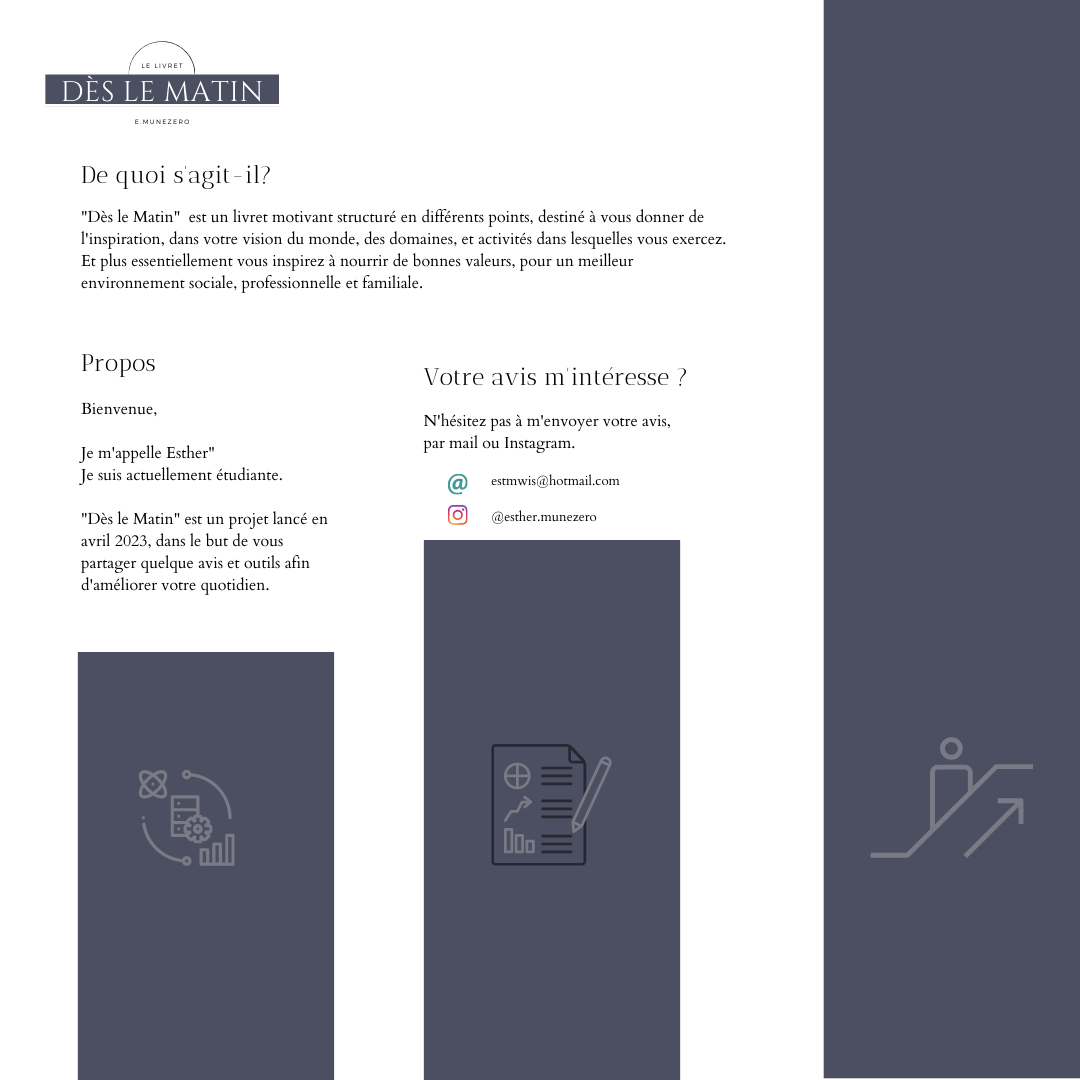 LE LIVRET
DÈS LE MATIN
E.MUNEZERO
De quoi s'agit-il?
"Dès le Matin"  est un livret motivant structuré en différents points, destiné à vous donner de
l'inspiration, dans votre vision du monde, des domaines, et activités dans lesquelles vous exercez.
Et plus essentiellement vous inspirez à nourrir de bonnes valeurs, pour un meilleur
environnement sociale, professionnelle et familiale.
Propos
Bienvenue,
Je m'appelle Esther"
Je suis actuellement étudiante.
"Dès le Matin" est un projet lancé en
avril 2023, dans le but de vous
partager quelque avis et outils afin
d'améliorer votre quotidien.
Votre avis m'intéresse ?
N'hésitez pas à m'envoyer votre avis,
par mail ou Instagram.
@ estmwis@hotmail.com
@esther.munezero